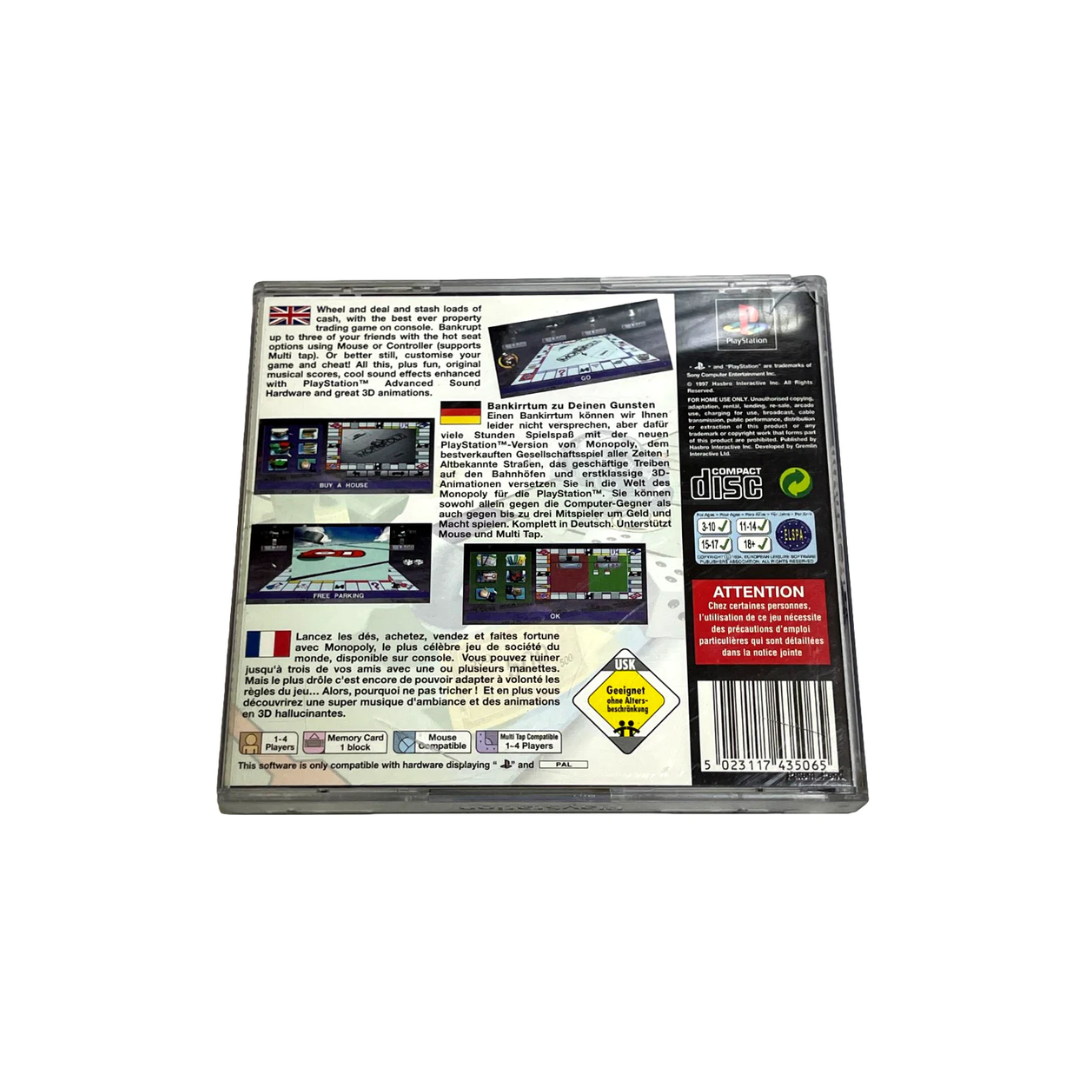 Wheel and deal and stash loads of
cash, with the best ever property
trading game on console. Bankrupt
up to three of your friends with the hot seat
options using Mouse or Controller (supports
Multi tap). Or better still, customise your
game and cheat! All this, plus fun, original
musical scores, cool sound effects enhanced
with PlayStation™ Advanced Sound
Hardware and great 3D animations.
MONOPOLY
GO
Bankirrtum zu Deinen Gunsten
Einen Bankirrtum können wir Ihnen
leider nicht versprechen, aber dafür
viele Stunden Spielspaß mit der neuen
PlayStation™-Version von Monopoly, dem
bestverkauften Gesellschaftsspiel aller Zeiten !
Altbekannte Straßen, das geschäftige Treiben
auf den Bahnhöfen und erstklassige 3D-
Animationen versetzen Sie in die Welt des
Monopoly für die PlayStation™. Sie können
sowohl allein gegen die Computer-Gegner als
auch gegen bis zu drei Mitspieler um Geld und
Macht spielen. Komplett in Deutsch. Unterstützt
Mouse und Multi Tap.
MONOPOLY
BUY A HOUSE
FREE PARKING
OK
Lancez les dés, achetez, vendez et faites fortune
avec Monopoly, le plus célèbre jeu de société du
monde, disponible sur console. Vous pouvez ruiner
jusqu'à trois de vos amis avec une ou plusieurs manettes.
Mais le plus drôle c'est encore de pouvoir adapter à volonté les
règles du jeu... Alors, pourquoi ne pas tricher ! Et en plus vous
découvrirez une super musique d'ambiance et des animations
en 3D hallucinantes.
1-4
Players
Memory Card
1 block
Mouse
Compatible
Multi Tap Compatible
1-4 Players
This software is only compatible with hardware displaying " " and PAL
USK
Geeignet
ohne Alters-
beschränkung
PlayStation
" " and "PlayStation" are trademarks of
Sony Computer Entertainment Inc.
© 1997 Hasbro Interactive Inc. All Rights
Reserved.
FOR HOME USE ONLY. Unauthorised copying,
adaptation, rental, lending, re-sale, arcade
use, charging for use, broadcast, cable
transmission, public performance, distribution
or extraction of this product or any
trademark or copyright work that forms part
of this product are prohibited. Published by
Hasbro Interactive Inc. Developed by Gremlin
Interactive Ltd.
COMPACT
disc
3-10
11-14
15-17
18+
ELSPA
COPYRIGHT © 1994, EUROPEAN LEISURE SOFTWARE
PUBLISHERS ASSOCIATION. ALL RIGHTS RESERVED
ATTENTION
Chez certaines personnes,
l'utilisation de ce jeu nécessite
des précautions d'emploi
particulières qui sont détaillées
dans la notice jointe
5 023117 435065